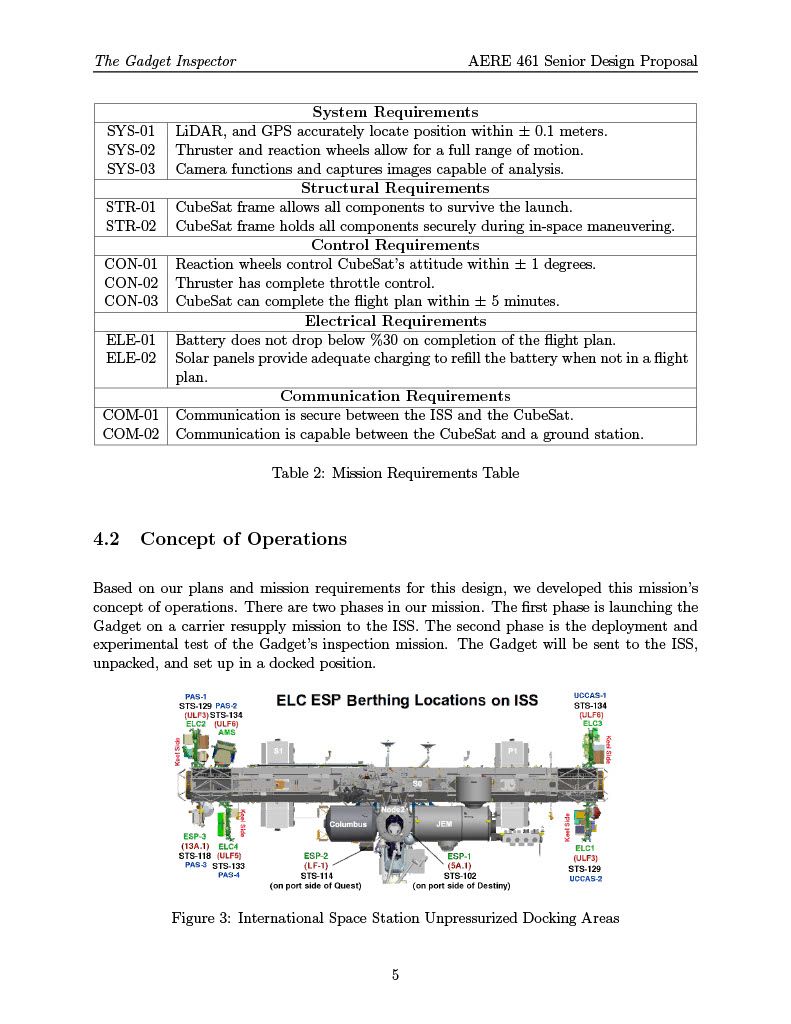 The Gadget Inspector AERE 461 Senior Design Proposal
System Requirements
SYS-01 LiDAR, and GPS accurately locate position within ± 0.1 meters.
SYS-02 Thruster and reaction wheels allow for a full range of motion.
SYS-03 Camera functions and captures images capable of analysis.
Structural Requirements
STR-01 CubeSat frame allows all components to survive the launch.
STR-02 CubeSat frame holds all components securely during in-space maneuvering.
Control Requirements
CON-01 Reaction wheels control CubeSat's attitude within ± 1 degrees.
CON-02 Thruster has complete throttle control.
CON-03 CubeSat can complete the flight plan within ± 5 minutes.
Electrical Requirements
ELE-01 Battery does not drop below %30 on completion of the flight plan.
ELE-02 Solar panels provide adequate charging to refill the battery when not in a flight
plan.
Communication Requirements
COM-01 Communication is secure between the ISS and the CubeSat.
COM-02 Communication is capable between the CubeSat and a ground station.
Table 2: Mission Requirements Table
4.2 Concept of Operations
Based on our plans and mission requirements for this design, we developed this mission's
concept of operations. There are two phases in our mission. The first phase is launching the
Gadget on a carrier resupply mission to the ISS. The second phase is the deployment and
experimental test of the Gadget's inspection mission. The Gadget will be sent to the ISS,
unpacked, and set up in a docked position.
ELC ESP Berthing Locations on ISS
PAS-1
STS-129
(ULF3)
ELC2
PAS-2
STS-134
(ULF6)
AMS
UCCAS-1
STS-134
(ULF6)
ELC3
Keel Side
Keel Side
S1
P1
S0
Node2
Columbus
JEM
Keel Side
Keel Side
ESP-3
(13A.1)
STS-118
PAS-3
ELC4
(ULF5)
STS-133
PAS-4
ESP-2
(LF-1)
STS-114
(on port side of Quest)
ESP-1
(5A.1)
STS-102
(on port side of Destiny)
ELC1
(ULF3)
STS-129
UCCAS-2
Figure 3: International Space Station Unpressurized Docking Areas
5